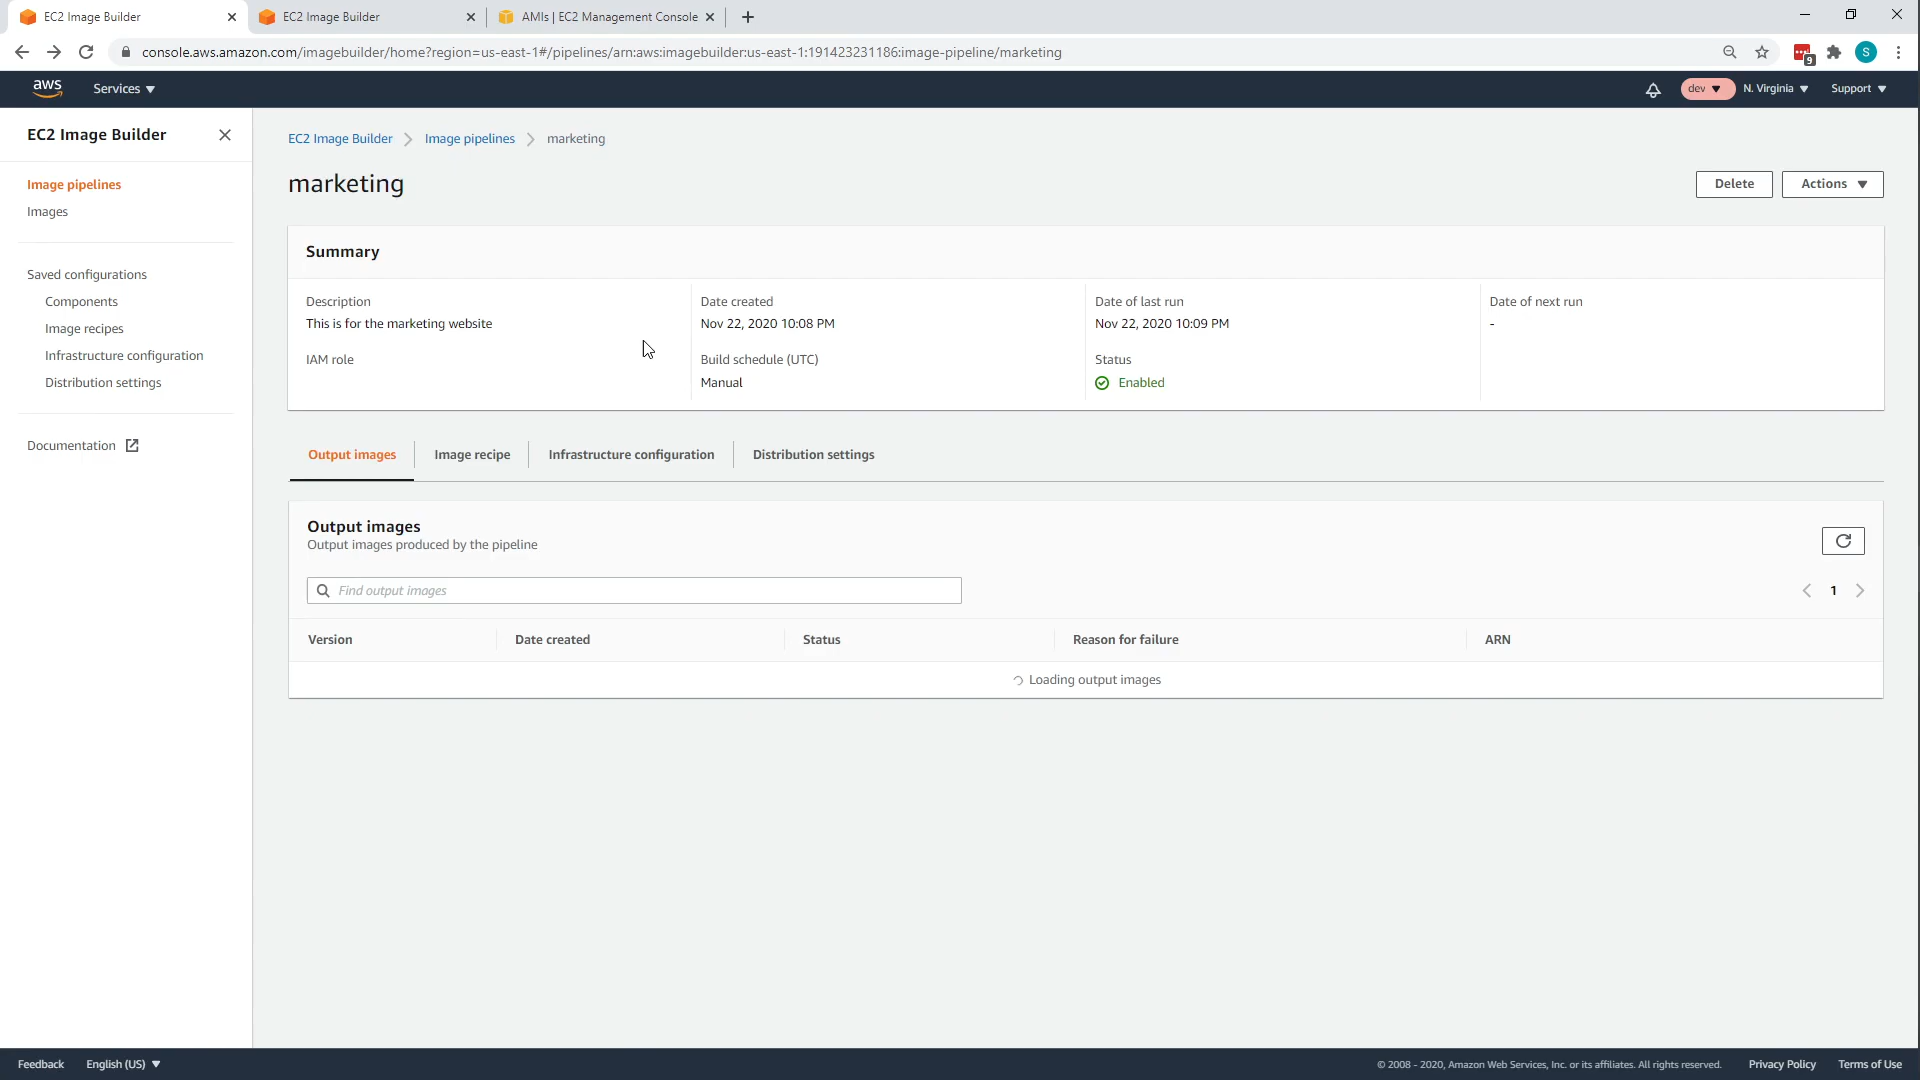 EC2 Image Builder
EC2 Image Builder
AMIs | EC2 Management Console
console.aws.amazon.com/imagebuilder/home?region=us-east-1#/pipelines/arn:aws:imagebuilder:us-east-1:191423231186:image-pipeline/marketing
9
S
aws
Services
dev
N. Virginia
Support
EC2 Image Builder
Image pipelines
Images
Saved configurations
Components
Image recipes
Infrastructure configuration
Distribution settings
Documentation
EC2 Image Builder
Image pipelines
marketing
marketing
Delete
Actions
Summary
Description
This is for the marketing website
IAM role
Date created
Nov 22, 2020 10:08 PM
Build schedule (UTC)
Manual
Date of last run
Nov 22, 2020 10:09 PM
Status
Enabled
Date of next run
-
Output images
Image recipe
Infrastructure configuration
Distribution settings
Output images
Output images produced by the pipeline
Find output images
1
Version
Date created
Status
Reason for failure
ARN
Loading output images
Feedback
English (US)
© 2008 - 2020, Amazon Web Services, Inc. or its affiliates. All rights reserved.
Privacy Policy
Terms of Use